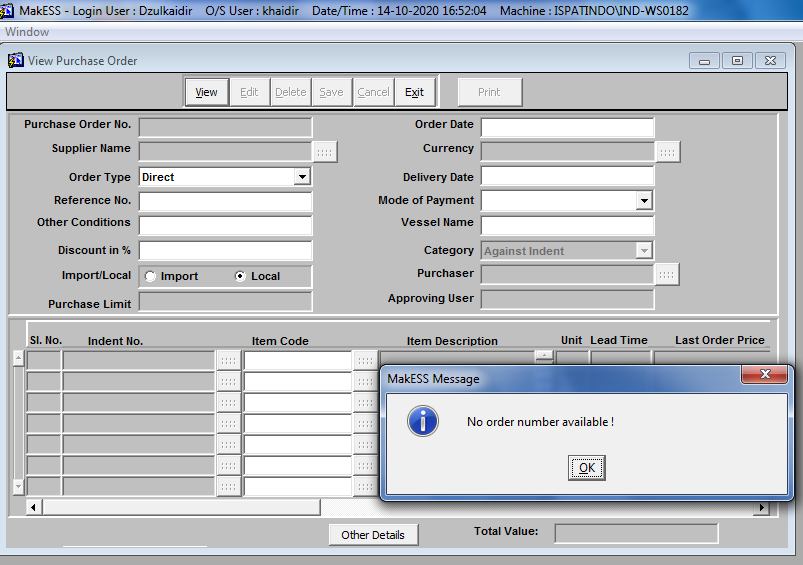 MakESS - Login User : Dzulkaidir O/S User : khaidir Date/Time : 14-10-2020 16:52:04 Machine : ISPATINDO\IND-WS0182
Window
View Purchase Order
View Edit Delete Save Cancel Exit Print
Purchase Order No. Order Date
Supplier Name Currency
Order Type Direct Delivery Date
Reference No. Mode of Payment
Other Conditions Vessel Name
Discount in % Category Against Indent
Import/Local Import Local Purchaser
Purchase Limit Approving User
Sl. No. Indent No. Item Code Item Description Unit Lead Time Last Order Price
MakESS Message
No order number available !
OK
Other Details Total Value: